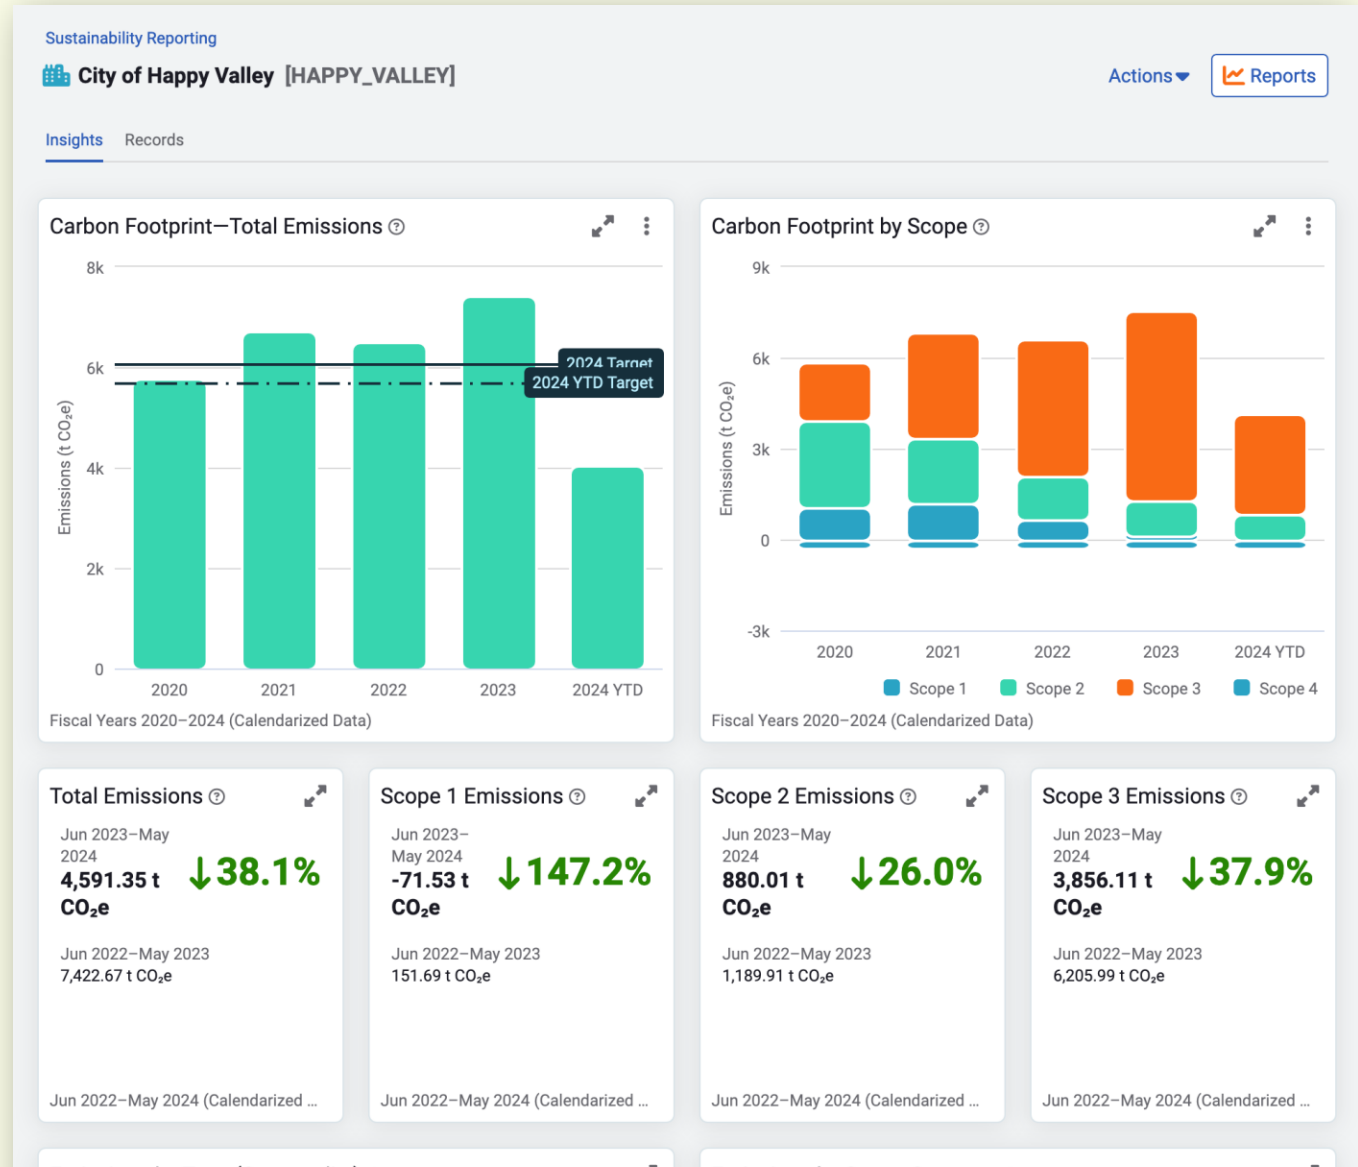 Sustainability Reporting
City of Happy Valley [HAPPY_VALLEY]
Actions
Reports
Insights Records
Carbon Footprint—Total Emissions
8k
6k
4k
2k
0
Emissions (t CO₂e)
2024 Target
2024 YTD Target
2020 2021 2022 2023 2024 YTD
Fiscal Years 2020–2024 (Calendarized Data)
Carbon Footprint by Scope
9k
6k
3k
0
-3k
Emissions (t CO₂e)
2020 2021 2022 2023 2024 YTD
Scope 1 Scope 2 Scope 3 Scope 4
Fiscal Years 2020–2024 (Calendarized Data)
Total Emissions
Jun 2023–May
2024
4,591.35 t
CO₂e
↓38.1%
Jun 2022–May 2023
7,422.67 t CO₂e
Jun 2022–May 2024 (Calendarized ...
Scope 1 Emissions
Jun 2023–
May 2024
-71.53 t
CO₂e
↓147.2%
Jun 2022–May 2023
151.69 t CO₂e
Jun 2022–May 2024 (Calendarized ...
Scope 2 Emissions
Jun 2023–May
2024
880.01 t
CO₂e
↓26.0%
Jun 2022–May 2023
1,189.91 t CO₂e
Jun 2022–May 2024 (Calendarized ...
Scope 3 Emissions
Jun 2023–May
2024
3,856.11 t
CO₂e
↓37.9%
Jun 2022–May 2023
6,205.99 t CO₂e
Jun 2022–May 2024 (Calendarized ...